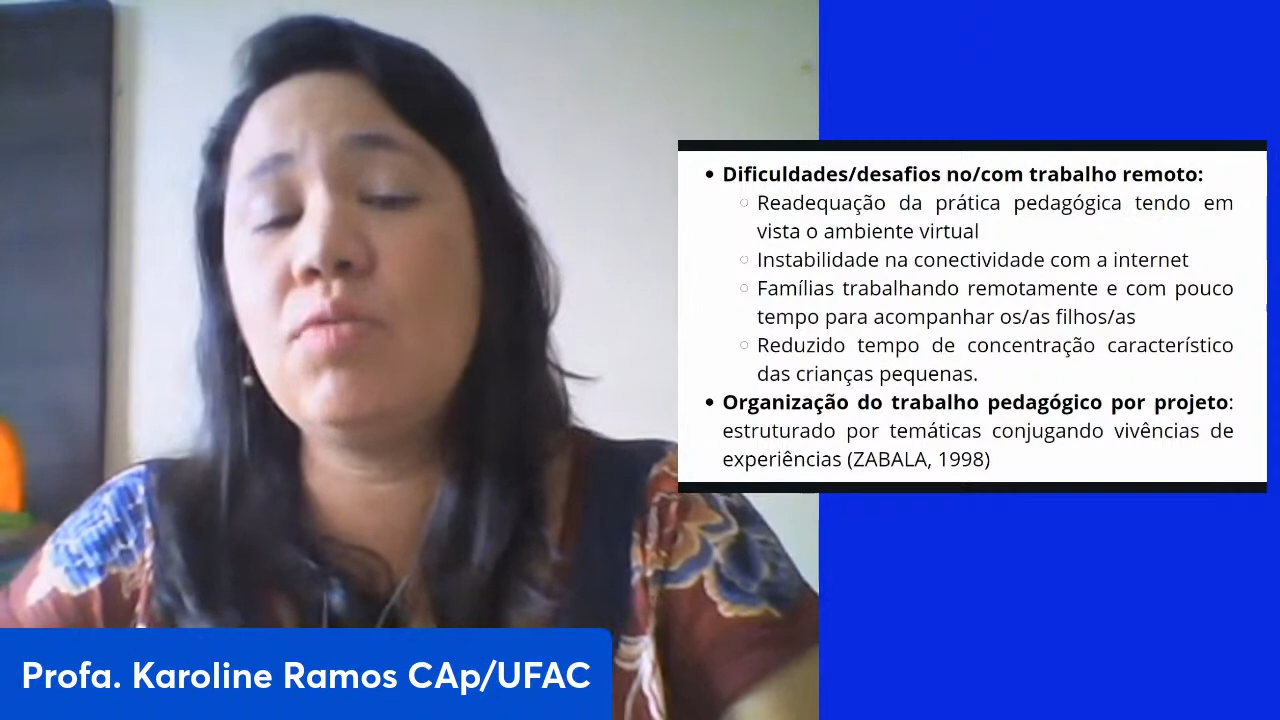 • Dificuldades/desafios no/com trabalho remoto:
○ Readequação da prática pedagógica tendo em
vista o ambiente virtual
○ Instabilidade na conectividade com a internet
○ Famílias trabalhando remotamente e com pouco
tempo para acompanhar os/as filhos/as
○ Reduzido tempo de concentração característico
das crianças pequenas.
• Organização do trabalho pedagógico por projeto:
estruturado por temáticas conjugando vivências de
experiências (ZABALA, 1998)
Profa. Karoline Ramos CAp/UFAC